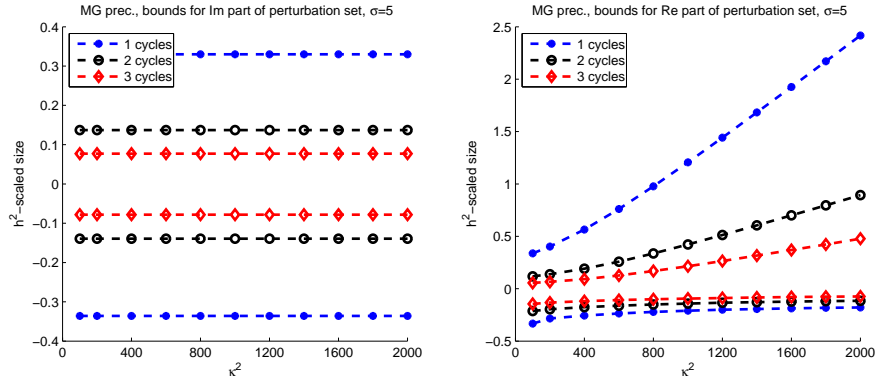 MG prec., bounds for Im part of perturbation set, σ=5
0.4
0.3
0.2
0.1
0
−0.1
−0.2
−0.3
−0.4
h²−scaled size
1 cycles
2 cycles
3 cycles
0 400 800 1200 1600 2000
κ²
MG prec., bounds for Re part of perturbation set, σ=5
2.5
2
1.5
1
0.5
0
−0.5
h²−scaled size
1 cycles
2 cycles
3 cycles
0 400 800 1200 1600 2000
κ²